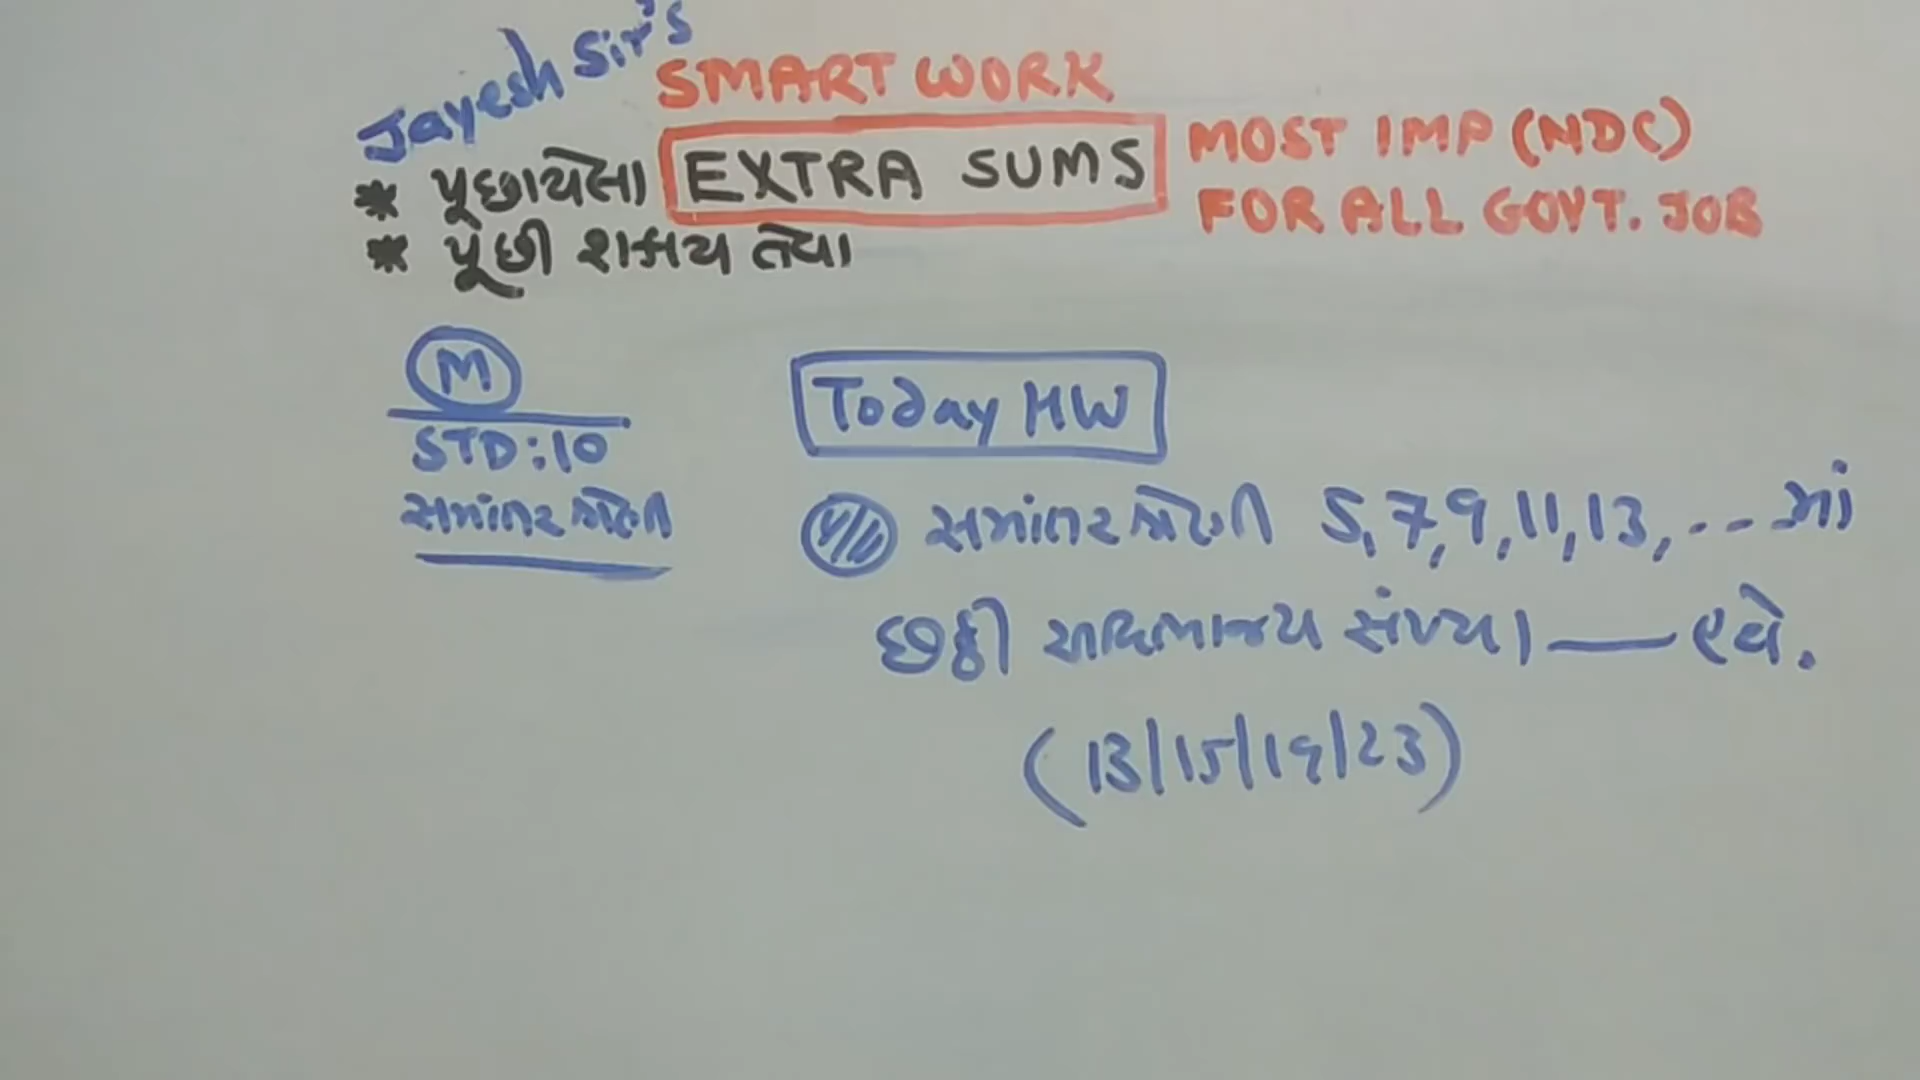 Jayesh Sir's
SMART WORK
* પૂછાયેલા EXTRA SUMS
* પૂંછી શકાય તેવા
MOST IMP (NDC)
FOR ALL GOVT. JOB
M
STD:10
સમાંતર શ્રેણી
Today HW
સમાંતર શ્રેણી 5,7,9,11,13,...માં
છઠ્ઠી અવિભાજ્ય સંખ્યા — હશે.
(13/15/19/23)